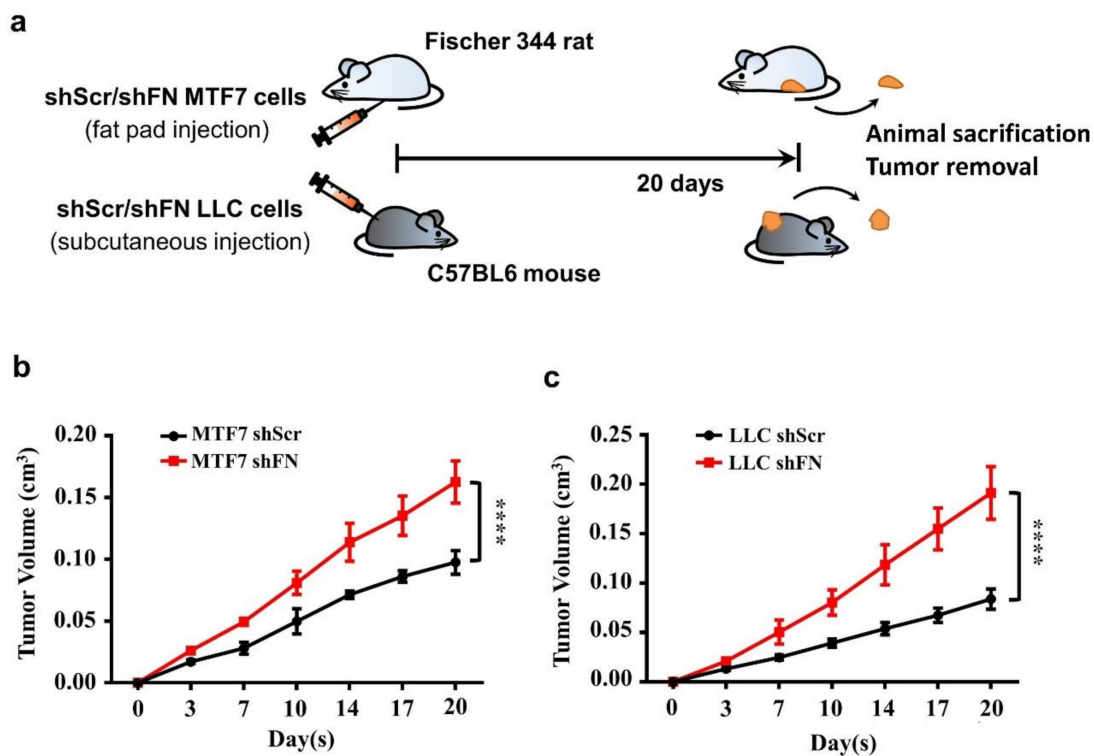 a
Fischer 344 rat
shScr/shFN MTF7 cells
(fat pad injection)
Animal sacrification
Tumor removal
20 days
shScr/shFN LLC cells
(subcutaneous injection)
C57BL6 mouse
b
MTF7 shScr
MTF7 shFN
Tumor Volume (cm³)
0.20
0.15
0.10
0.05
0.00
****
0 3 7 10 14 17 20
Day(s)
c
LLC shScr
LLC shFN
Tumor Volume (cm³)
0.25
0.20
0.15
0.10
0.05
0.00
****
0 3 7 10 14 17 20
Day(s)